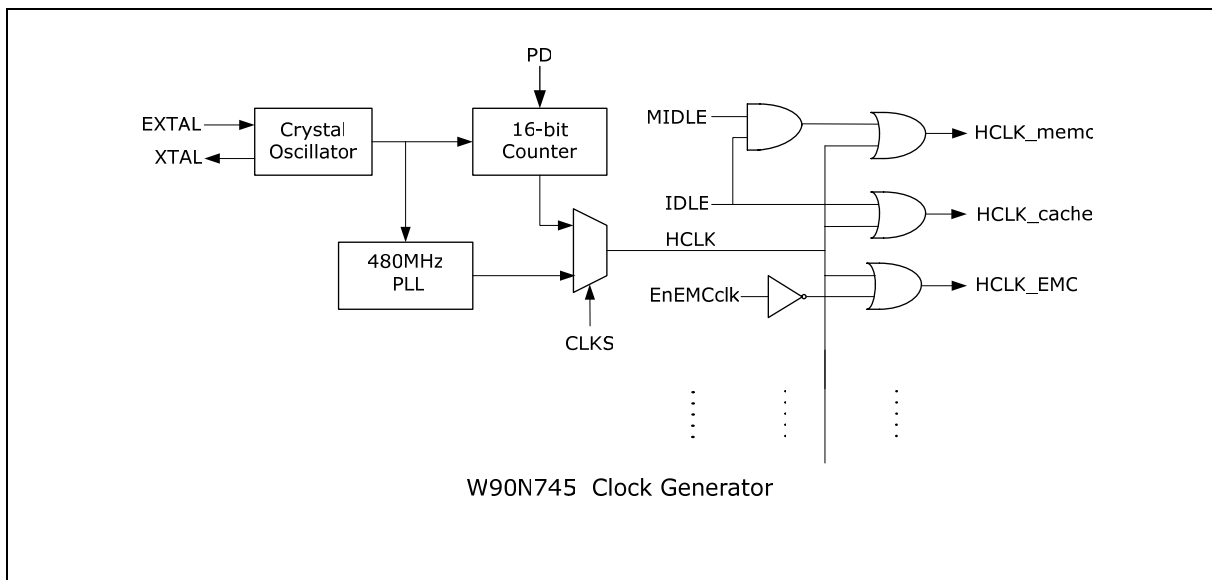 PD
EXTAL
XTAL
Crystal
Oscillator
16-bit
Counter
480MHz
PLL
CLKS
HCLK
MIDLE
IDLE
EnEMCclk
HCLK_memc
HCLK_cache
HCLK_EMC
W90N745 Clock Generator